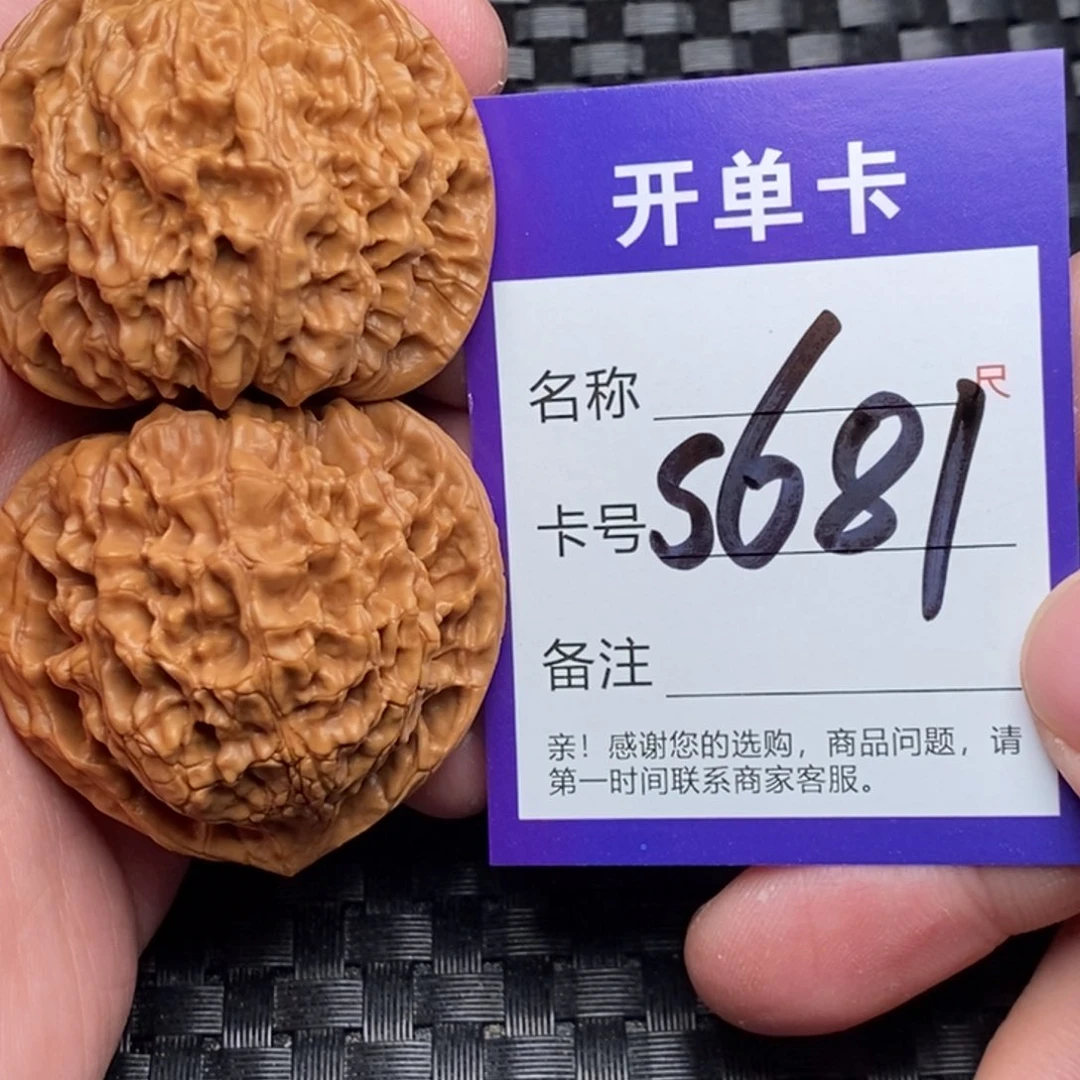 开单卡
名称
尺
卡号 S681
备注
亲！感谢您的选购，商品问题，请
第一时间联系商家客服。